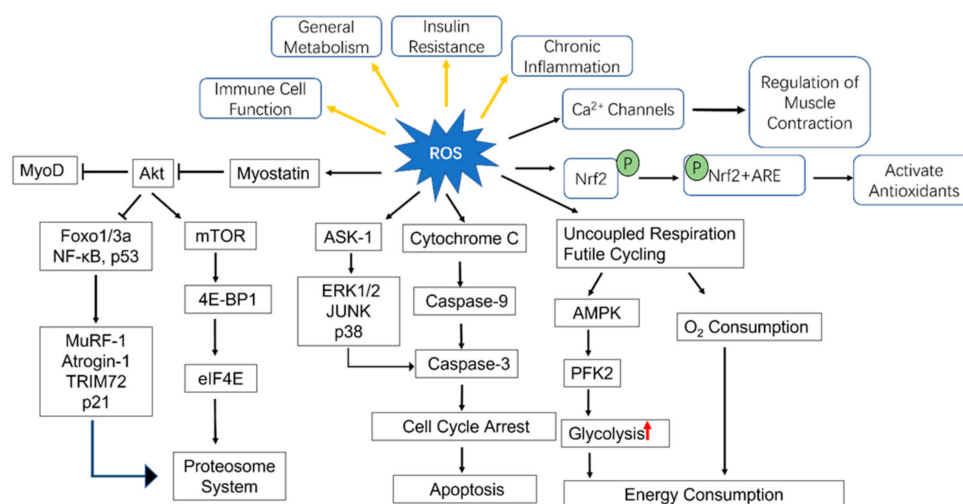 General
Metabolism
Insulin
Resistance
Chronic
Inflammation
Immune Cell
Function
Ca²⁺ Channels
Regulation of
Muscle
Contraction
ROS
P
Nrf2
P
Nrf2+ARE
Activate
Antioxidants
MyoD
Akt
Myostatin
Foxo1/3a
NF-κB, p53
mTOR
ASK-1
Cytochrome C
Uncoupled Respiration
Futile Cycling
4E-BP1
ERK1/2
JUNK
p38
Caspase-9
AMPK
O₂ Consumption
MuRF-1
Atrogin-1
TRIM72
p21
eIF4E
Caspase-3
PFK2
Cell Cycle Arrest
Glycolysis
Proteosome
System
Apoptosis
Energy Consumption